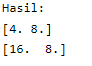 Hasil:
[4. 8.]
[16.  8.]